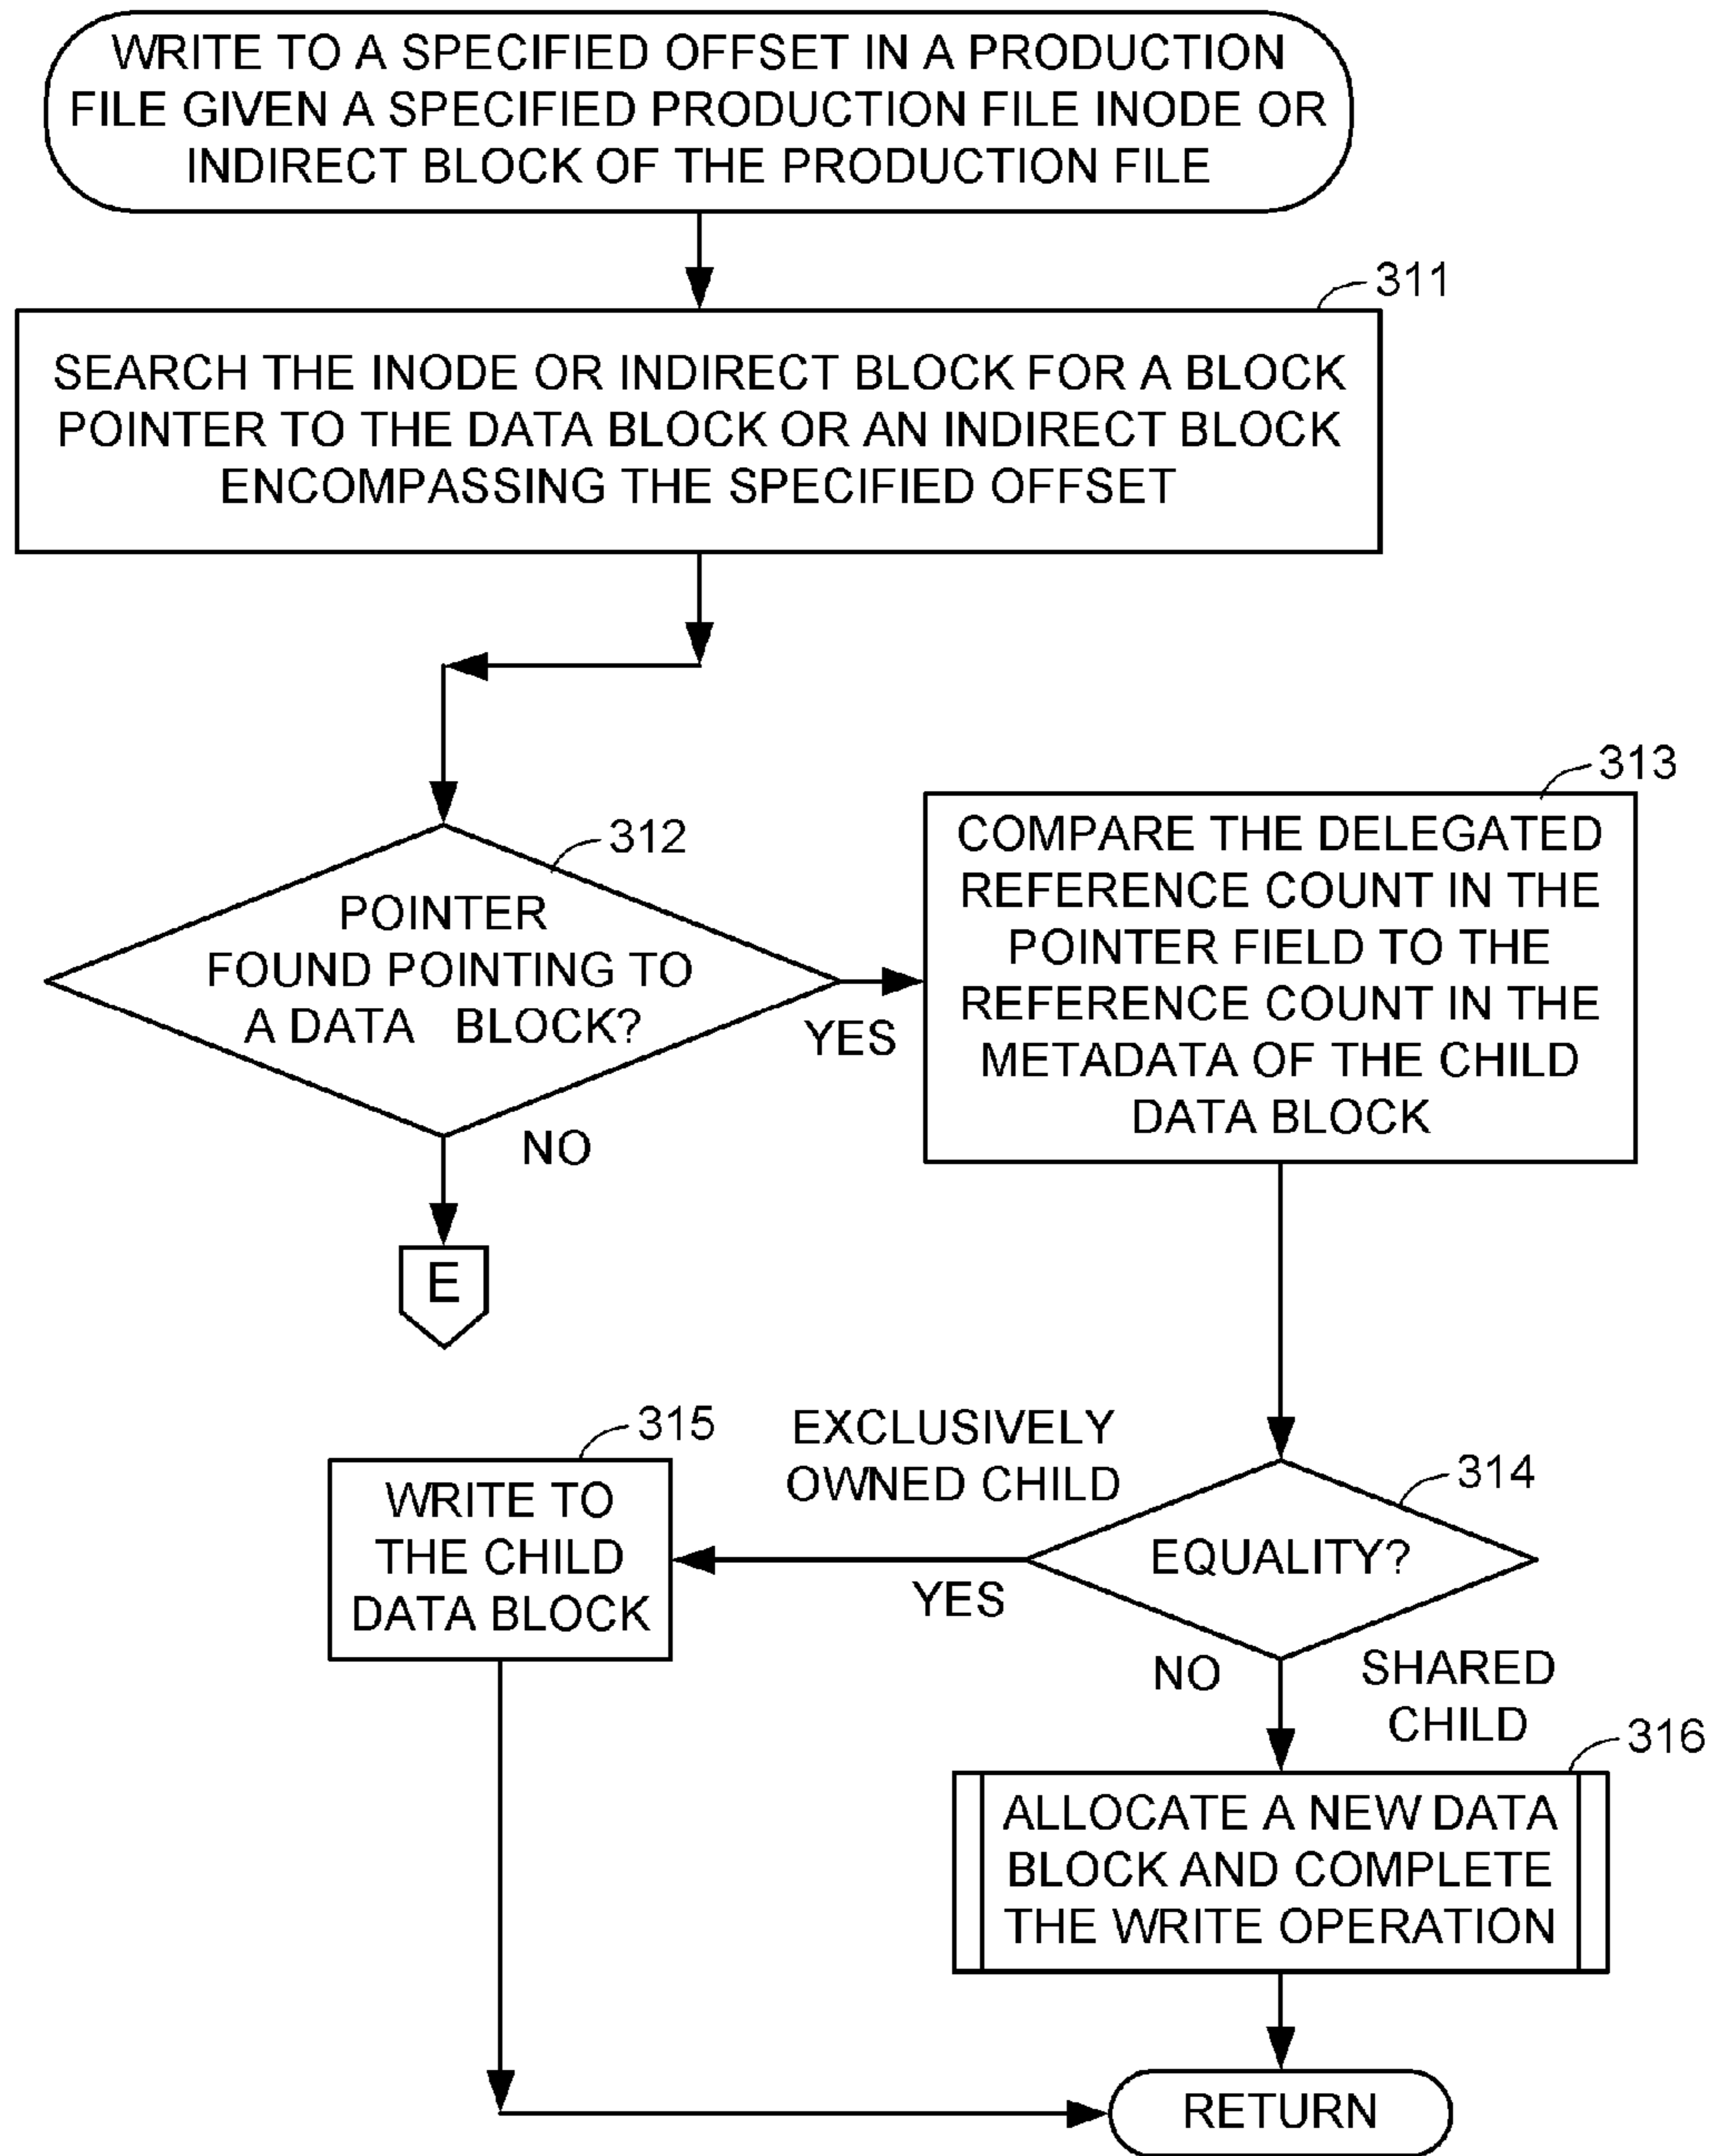 WRITE TO A SPECIFIED OFFSET IN A PRODUCTION
FILE GIVEN A SPECIFIED PRODUCTION FILE INODE OR
INDIRECT BLOCK OF THE PRODUCTION FILE
311
SEARCH THE INODE OR INDIRECT BLOCK FOR A BLOCK
POINTER TO THE DATA BLOCK OR AN INDIRECT BLOCK
ENCOMPASSING THE SPECIFIED OFFSET
312
POINTER
FOUND POINTING TO
A DATA BLOCK?
YES
NO
E
313
COMPARE THE DELEGATED
REFERENCE COUNT IN THE
POINTER FIELD TO THE
REFERENCE COUNT IN THE
METADATA OF THE CHILD
DATA BLOCK
314
EQUALITY?
EXCLUSIVELY
OWNED CHILD
YES
315
WRITE TO
THE CHILD
DATA BLOCK
NO
SHARED
CHILD
316
ALLOCATE A NEW DATA
BLOCK AND COMPLETE
THE WRITE OPERATION
RETURN